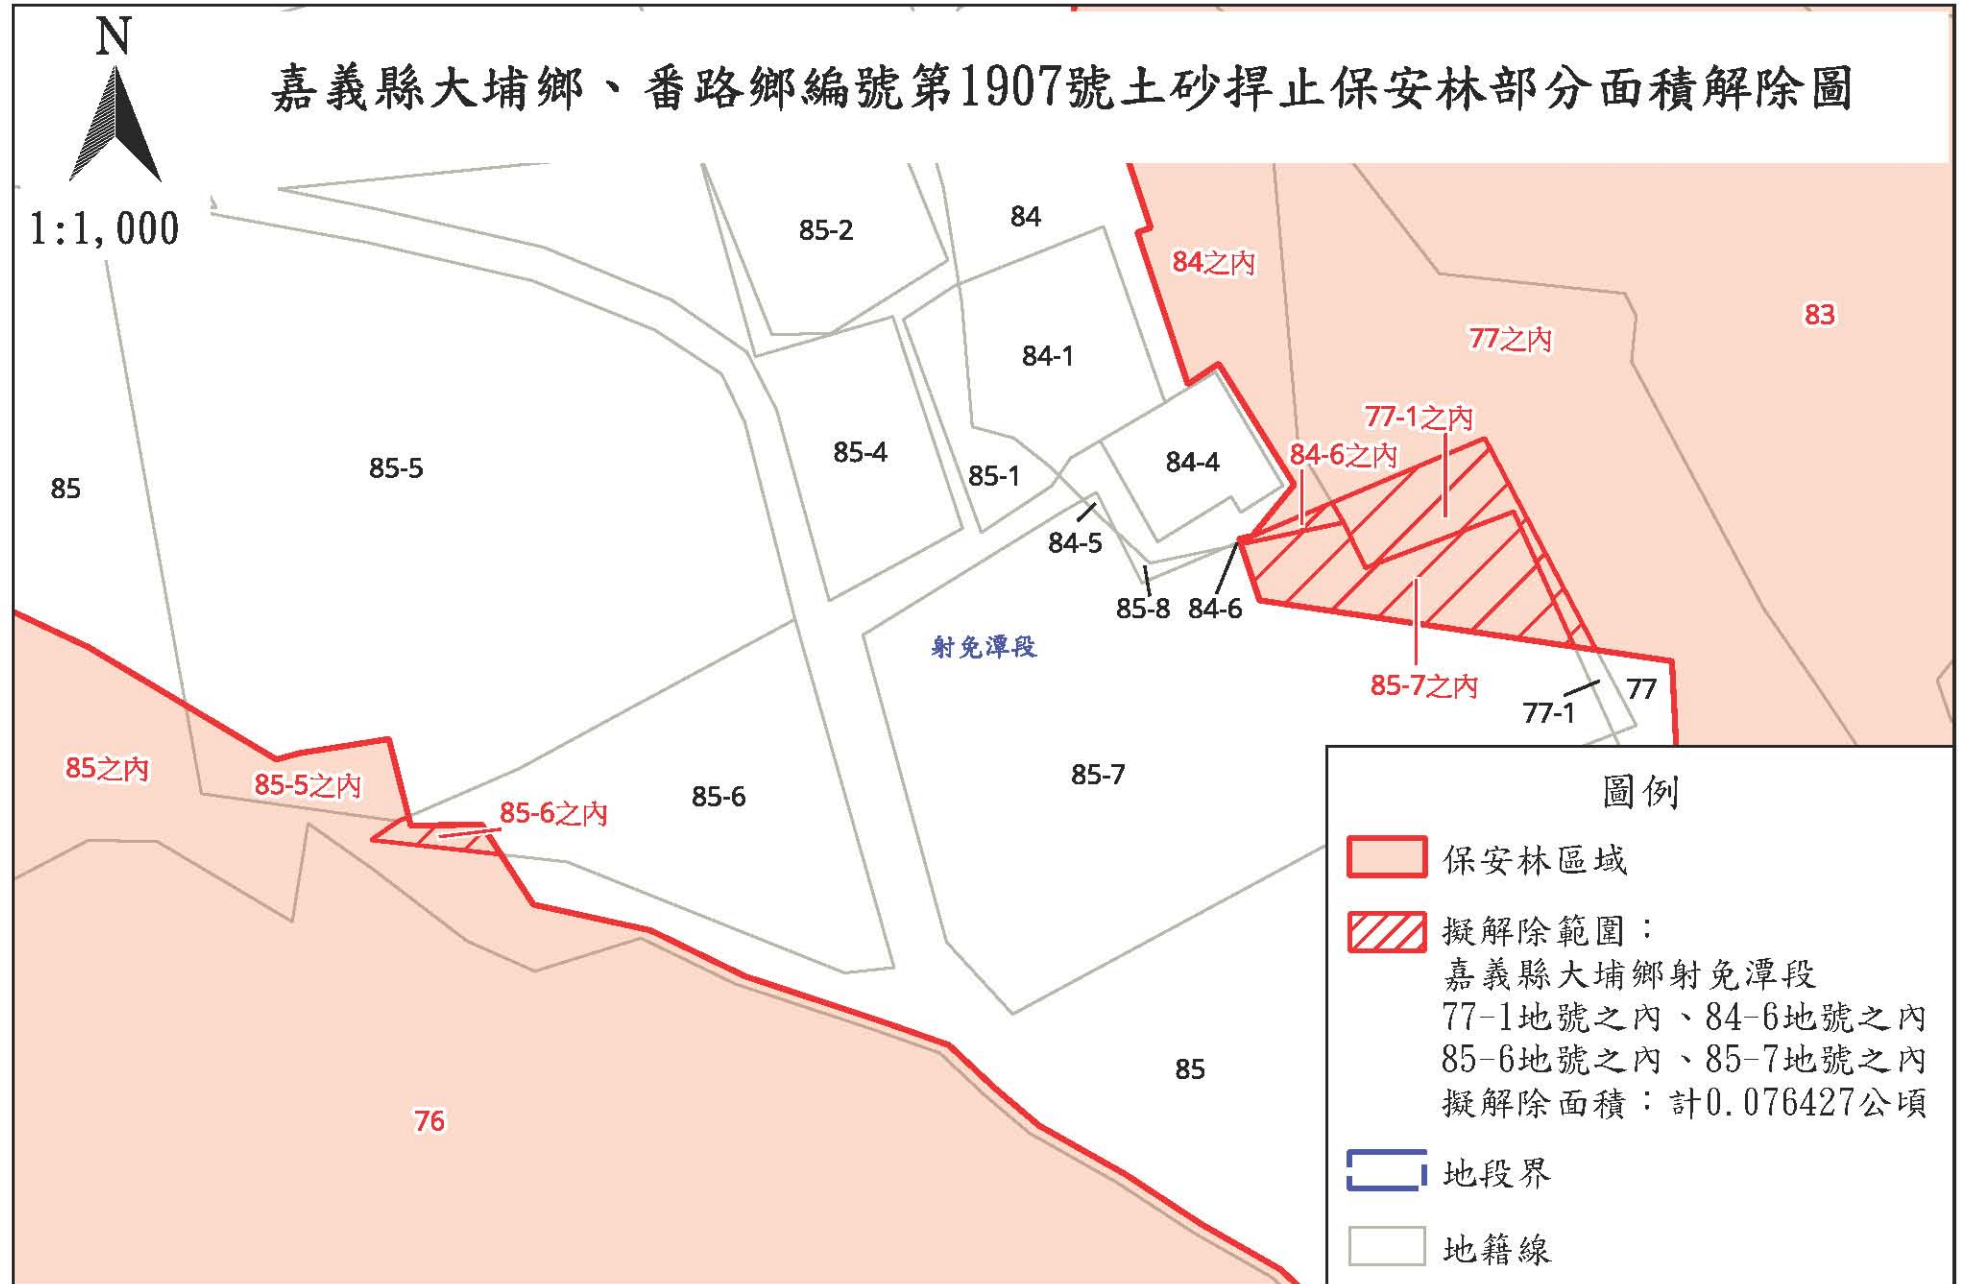 N
嘉義縣大埔鄉、番路鄉編號第1907號土砂捍止保安林部分面積解除圖
1:1,000
85-2
84
84之內
83
77之內
84-1
77-1之內
84-6之內
85-4
84-4
85-1
85-5
85
84-5
85-8
84-6
射免潭段
85-7之內
77
77-1
85之內
85-5之內
85-6之內
85-6
85-7
85
76
圖例
保安林區域
擬解除範圍：
嘉義縣大埔鄉射免潭段
77-1地號之內、84-6地號之內
85-6地號之內、85-7地號之內
擬解除面積：計0.076427公頃
地段界
地籍線